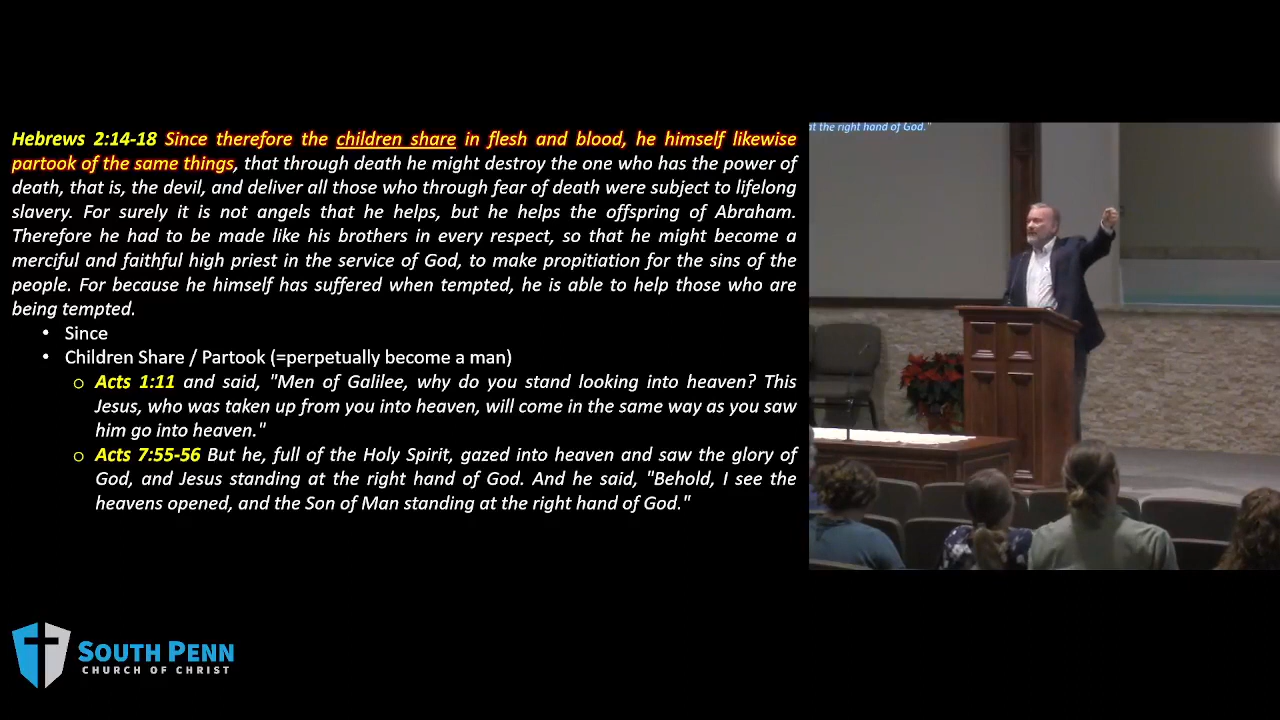 Hebrews 2:14-18 Since therefore the children share in flesh and blood, he himself likewise
partook of the same things, that through death he might destroy the one who has the power of
death, that is, the devil, and deliver all those who through fear of death were subject to lifelong
slavery. For surely it is not angels that he helps, but he helps the offspring of Abraham.
Therefore he had to be made like his brothers in every respect, so that he might become a
merciful and faithful high priest in the service of God, to make propitiation for the sins of the
people. For because he himself has suffered when tempted, he is able to help those who are
being tempted.
• Since
• Children Share / Partook (=perpetually become a man)
o Acts 1:11 and said, "Men of Galilee, why do you stand looking into heaven? This
Jesus, who was taken up from you into heaven, will come in the same way as you saw
him go into heaven."
o Acts 7:55-56 But he, full of the Holy Spirit, gazed into heaven and saw the glory of
God, and Jesus standing at the right hand of God. And he said, "Behold, I see the
heavens opened, and the Son of Man standing at the right hand of God."
at the right hand of God."
SOUTH PENN
CHURCH OF CHRIST